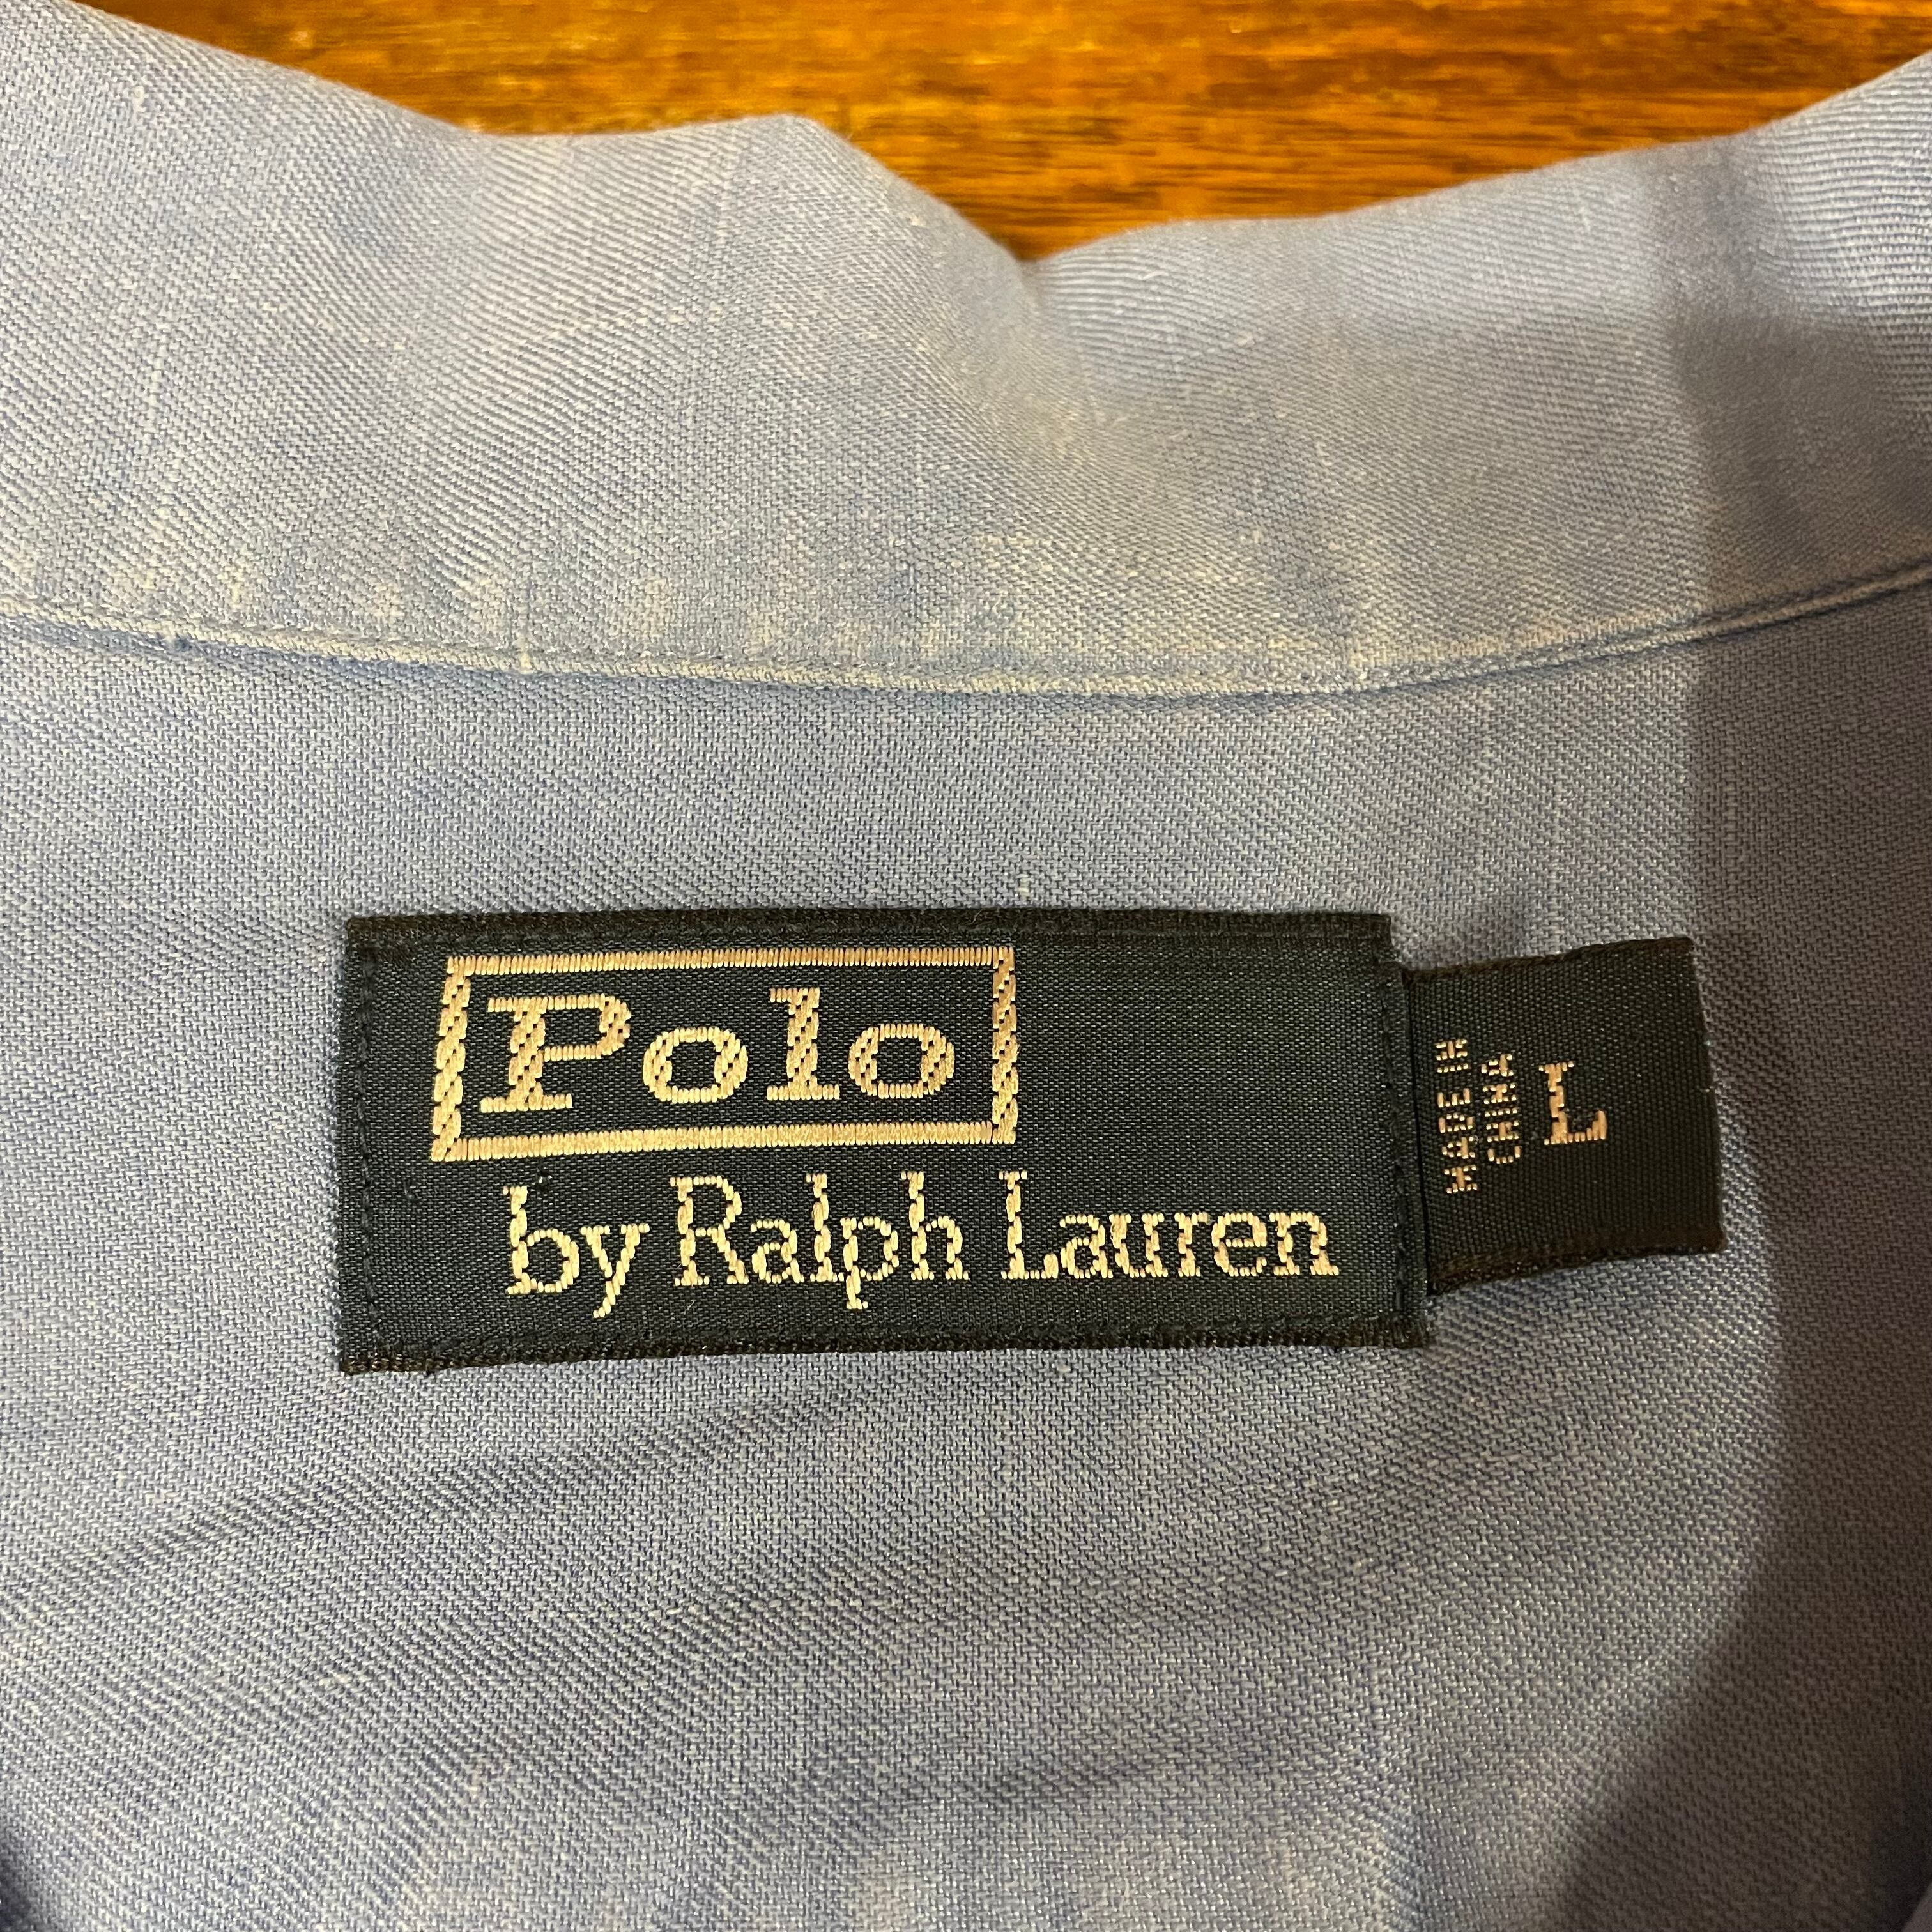 Polo
by Ralph Lauren
MADE IN
CHINA
L